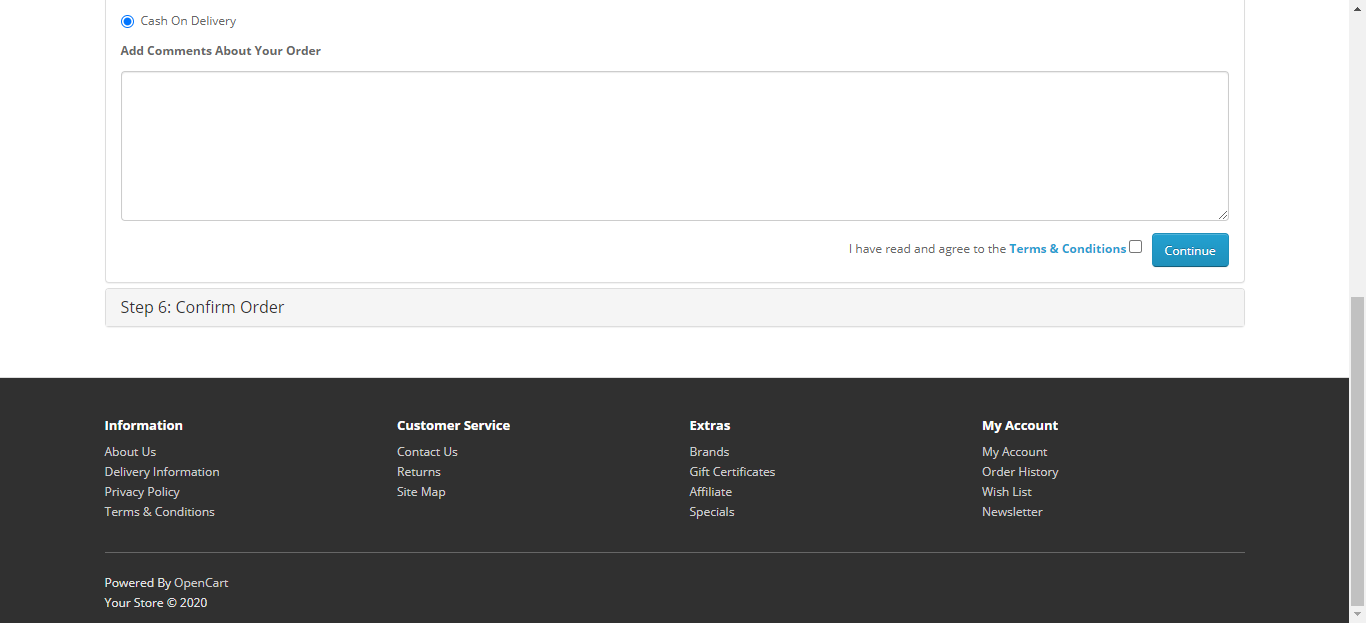 Cash On Delivery
Add Comments About Your Order
I have read and agree to the Terms & Conditions
Continue
Step 6: Confirm Order
Information
About Us
Delivery Information
Privacy Policy
Terms & Conditions
Customer Service
Contact Us
Returns
Site Map
Extras
Brands
Gift Certificates
Affiliate
Specials
My Account
My Account
Order History
Wish List
Newsletter
Powered By OpenCart
Your Store © 2020